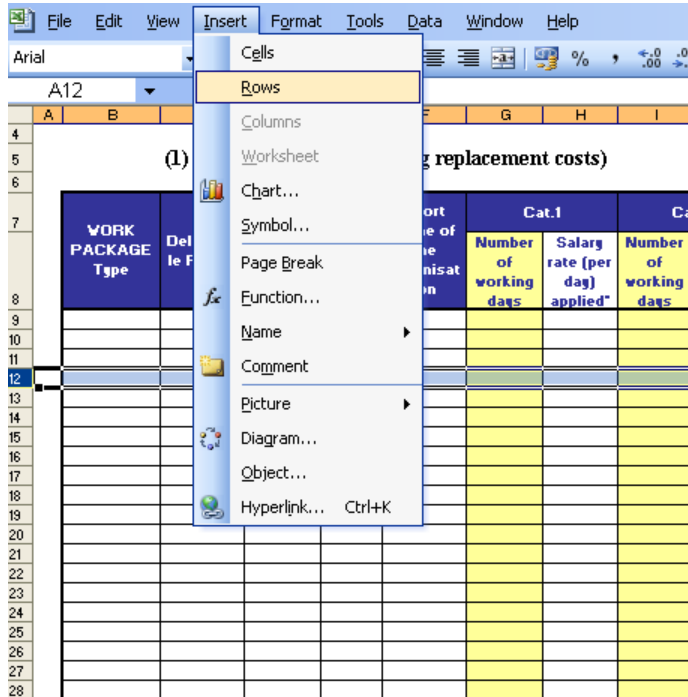 File Edit View Insert Format Tools Data Window Help
Arial % , .00 .00
A12
A B F G H I
Cells
Rows
Columns
Worksheet
Chart...
Symbol...
Page Break
Function...
Name
Comment
Picture
Diagram...
Object...
Hyperlink... Ctrl+K
(1) replacement costs)
WORK
PACKAGE
Type
Cat.1
Number
of
working
days
Salary
rate (per
day)
applied*
Number
of
working
days
4
5
6
7
8
9
10
11
12
13
14
15
16
17
18
19
20
21
22
23
24
25
26
27
28